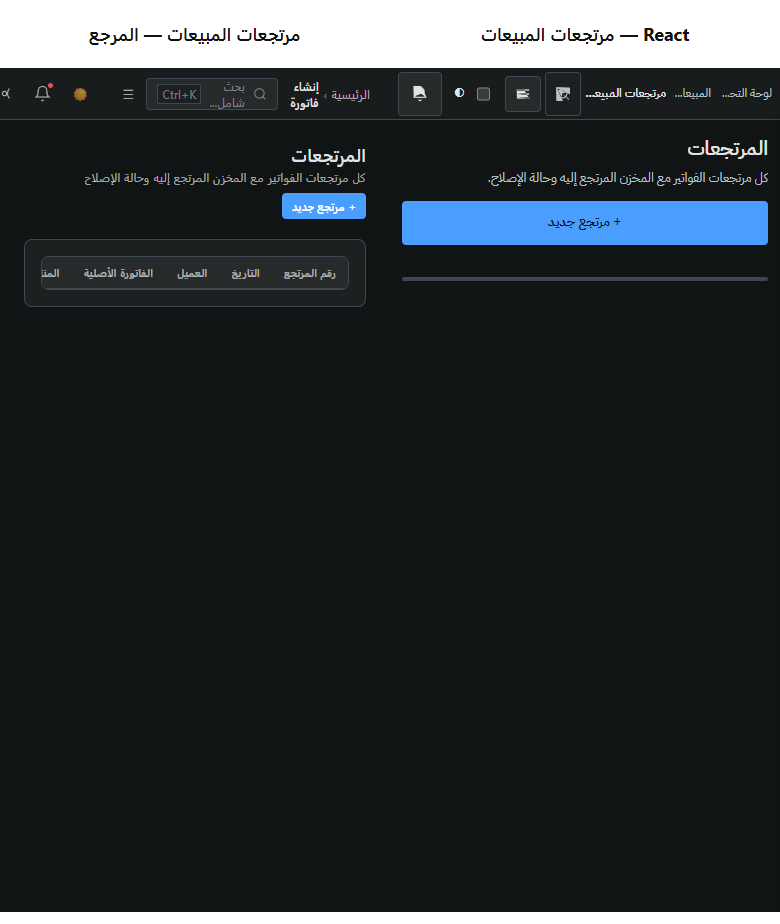 React — مرتجعات المبيعات
مرتجعات المبيعات — المرجع
لوحة التحـ... المبيعا... مرتجعات المبيعـ...
المرتجعات
كل مرتجعات الفواتير مع المخزن المرتجع إليه وحالة الإصلاح.
+ مرتجع جديد
الرئيسية › إنشاء فاتورة
بحث شامل... Ctrl+K
المرتجعات
كل مرتجعات الفواتير مع المخزن المرتجع إليه وحالة الإصلاح
+ مرتجع جديد
رقم المرتجع التاريخ العميل الفاتورة الأصلية